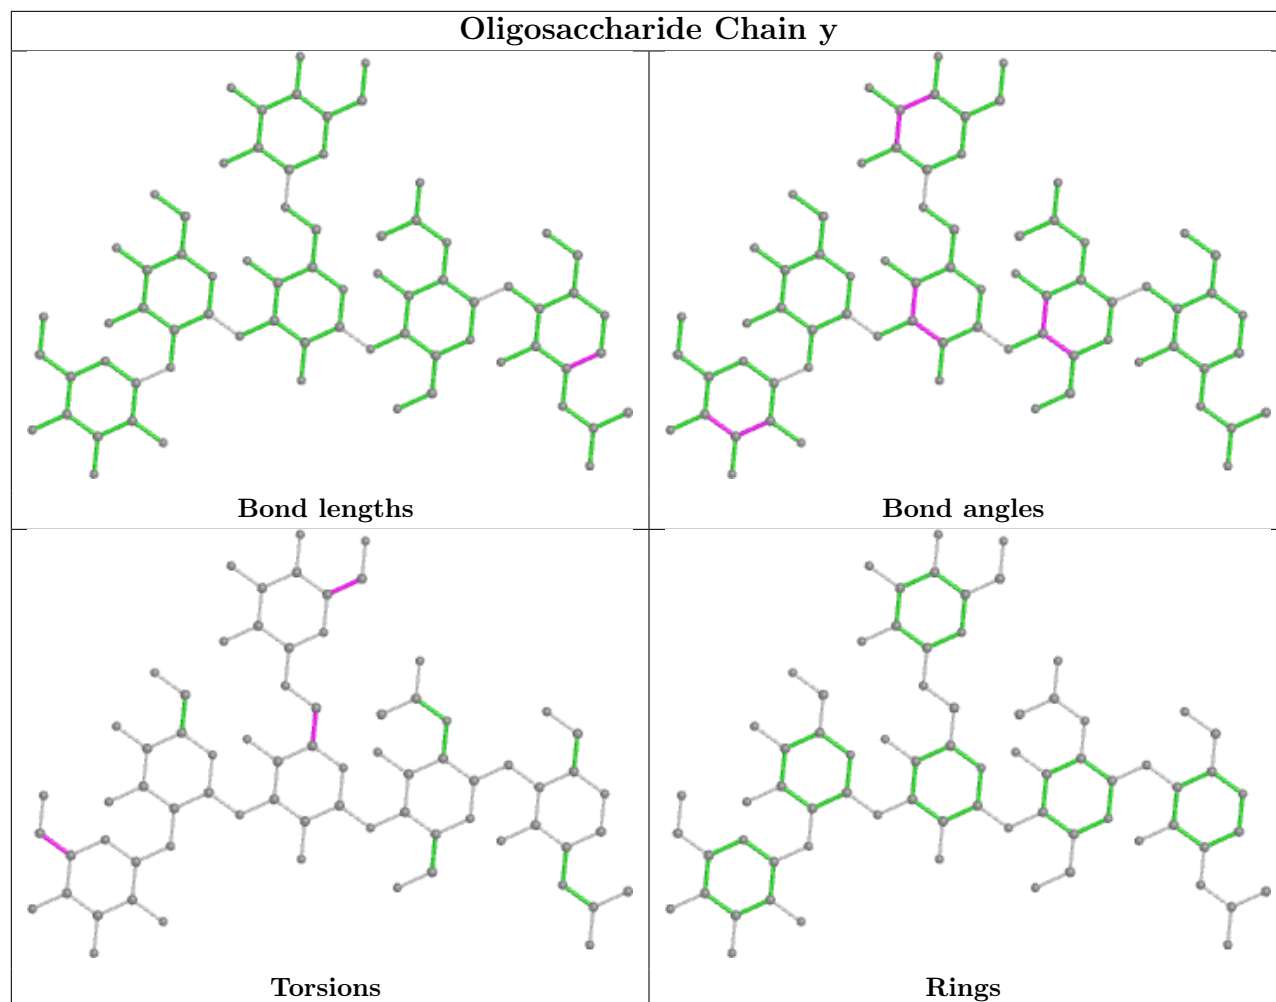 Oligosaccharide Chain y
Bond lengths
Bond angles
Torsions
Rings